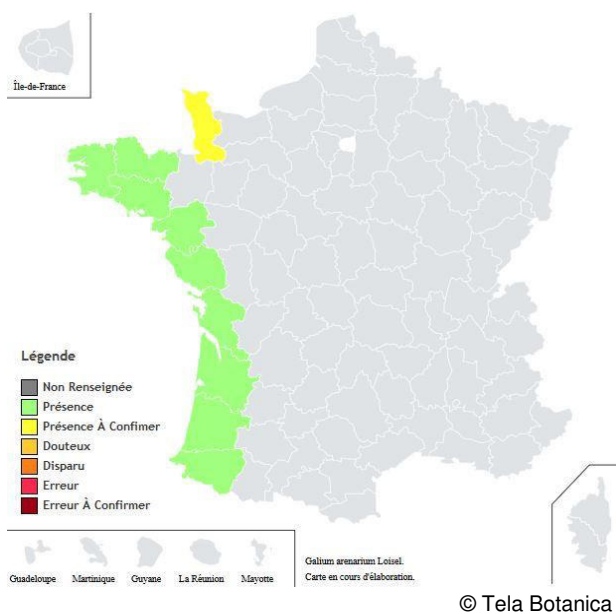 Île-de-France
Légende
Non Renseignée
Présence
Présence À Confimer
Douteux
Disparu
Erreur
Erreur À Confirmer
Guadeloupe Martinique Guyane La Réunion Mayotte
Galium arenarium Loisel.
Carte en cours d'élaboration.
© Tela Botanica